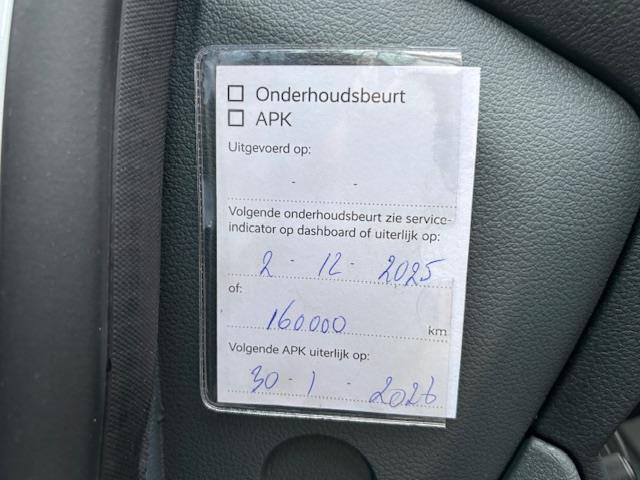 ☐ Onderhoudsbeurt
☐ APK
Uitgevoerd op:
- -
Volgende onderhoudsbeurt zie service-
indicator op dashboard of uiterlijk op:
2 - 12 - 2025
of:
160.000 km
Volgende APK uiterlijk op:
30 - 1 - 2026